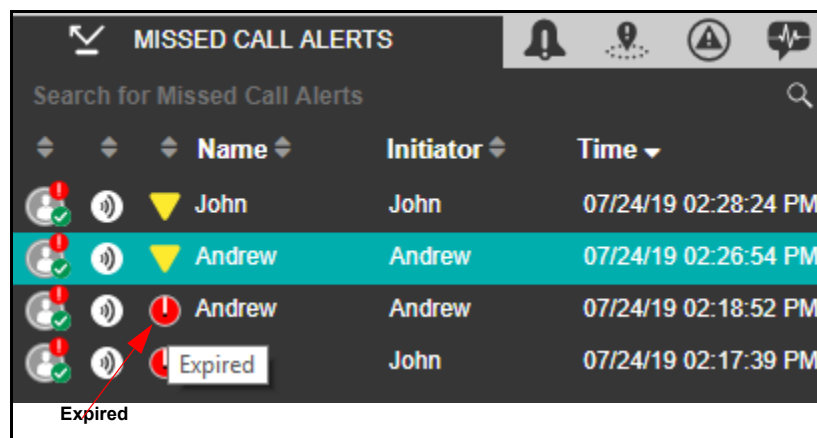 MISSED CALL ALERTS
Search for Missed Call Alerts
Name Initiator Time
John John 07/24/19 02:28:24 PM
Andrew Andrew 07/24/19 02:26:54 PM
Andrew Andrew 07/24/19 02:18:52 PM
Expired John 07/24/19 02:17:39 PM
Expired